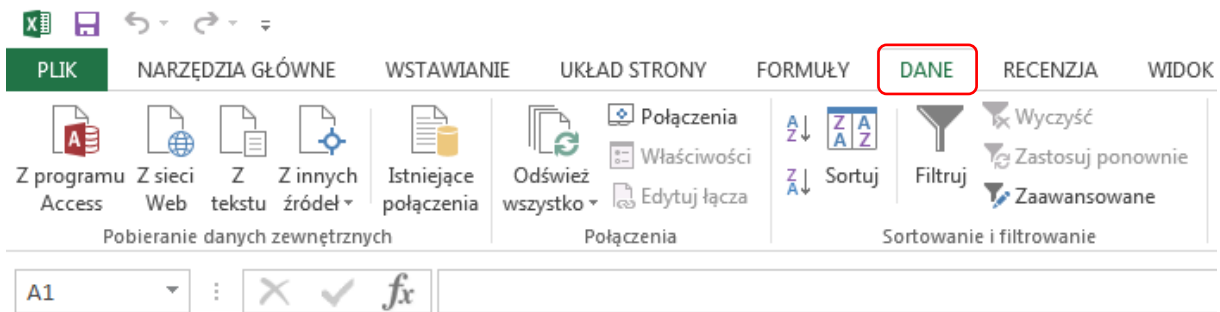 PLIK NARZĘDZIA GŁÓWNE WSTAWIANIE UKŁAD STRONY FORMUŁY DANE RECENZJA WIDOK
Z programu Access
Z sieci Web
Z tekstu
Z innych źródeł
Istniejące połączenia
Pobieranie danych zewnętrznych
Odśwież wszystko
Połączenia
Właściwości
Edytuj łącza
Połączenia
Sortuj
Filtruj
Wyczyść
Zastosuj ponownie
Zaawansowane
Sortowanie i filtrowanie
A1
fx